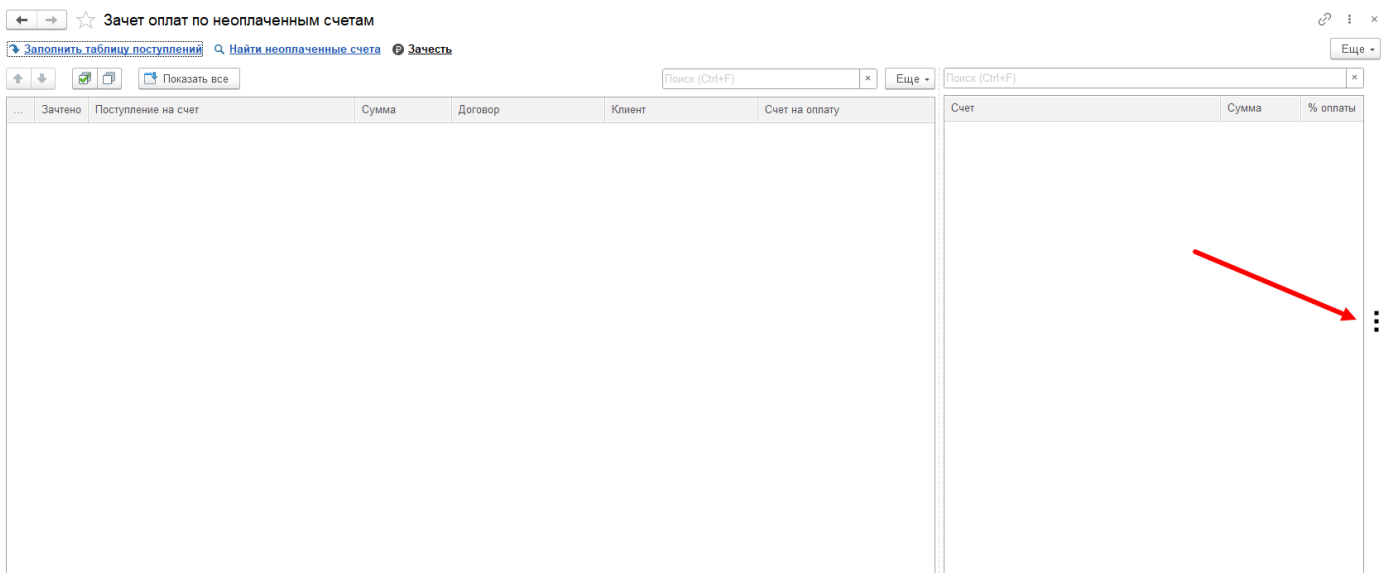 Зачет оплат по неоплаченным счетам
Заполнить таблицу поступлений Найти неоплаченные счета Зачесть Еще
Показать все Поиск (Ctrl+F) × Еще Поиск (Ctrl+F) ×
... Зачтено Поступление на счет Сумма Договор Клиент Счет на оплату Счет Сумма % оплаты